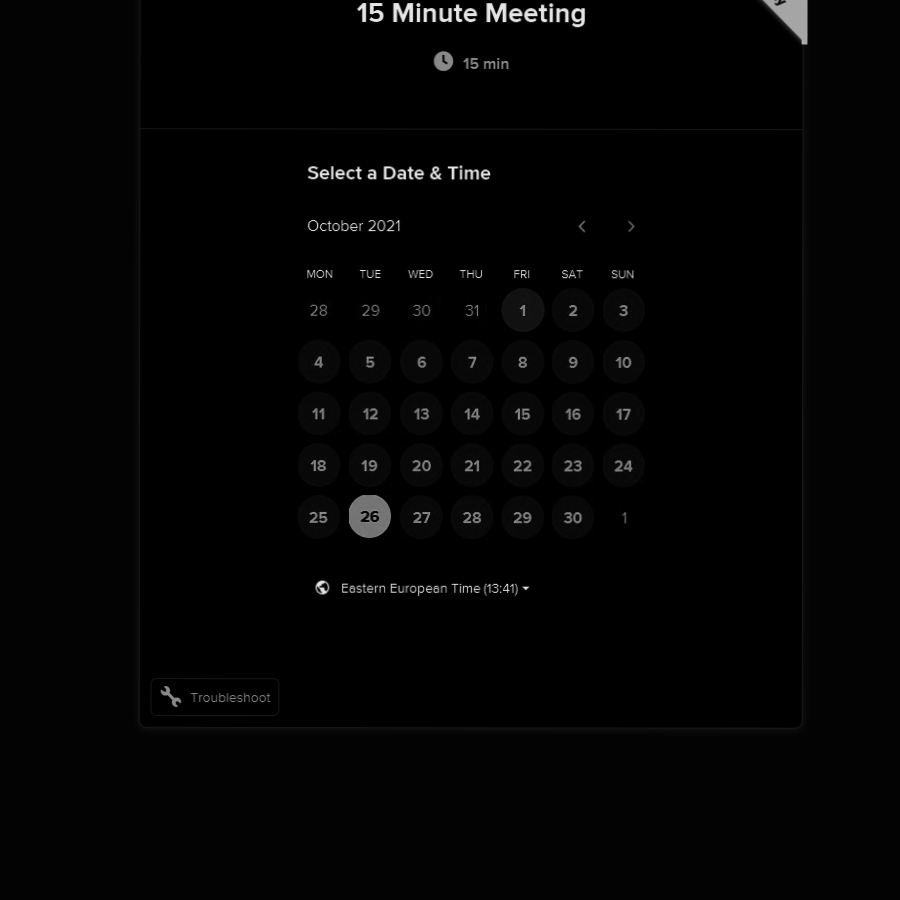 15 Minute Meeting
15 min
Select a Date & Time
October 2021
MON TUE WED THU FRI SAT SUN
28 29 30 31 1 2 3
4 5 6 7 8 9 10
11 12 13 14 15 16 17
18 19 20 21 22 23 24
25 26 27 28 29 30 1
Eastern European Time (13:41)
Troubleshoot